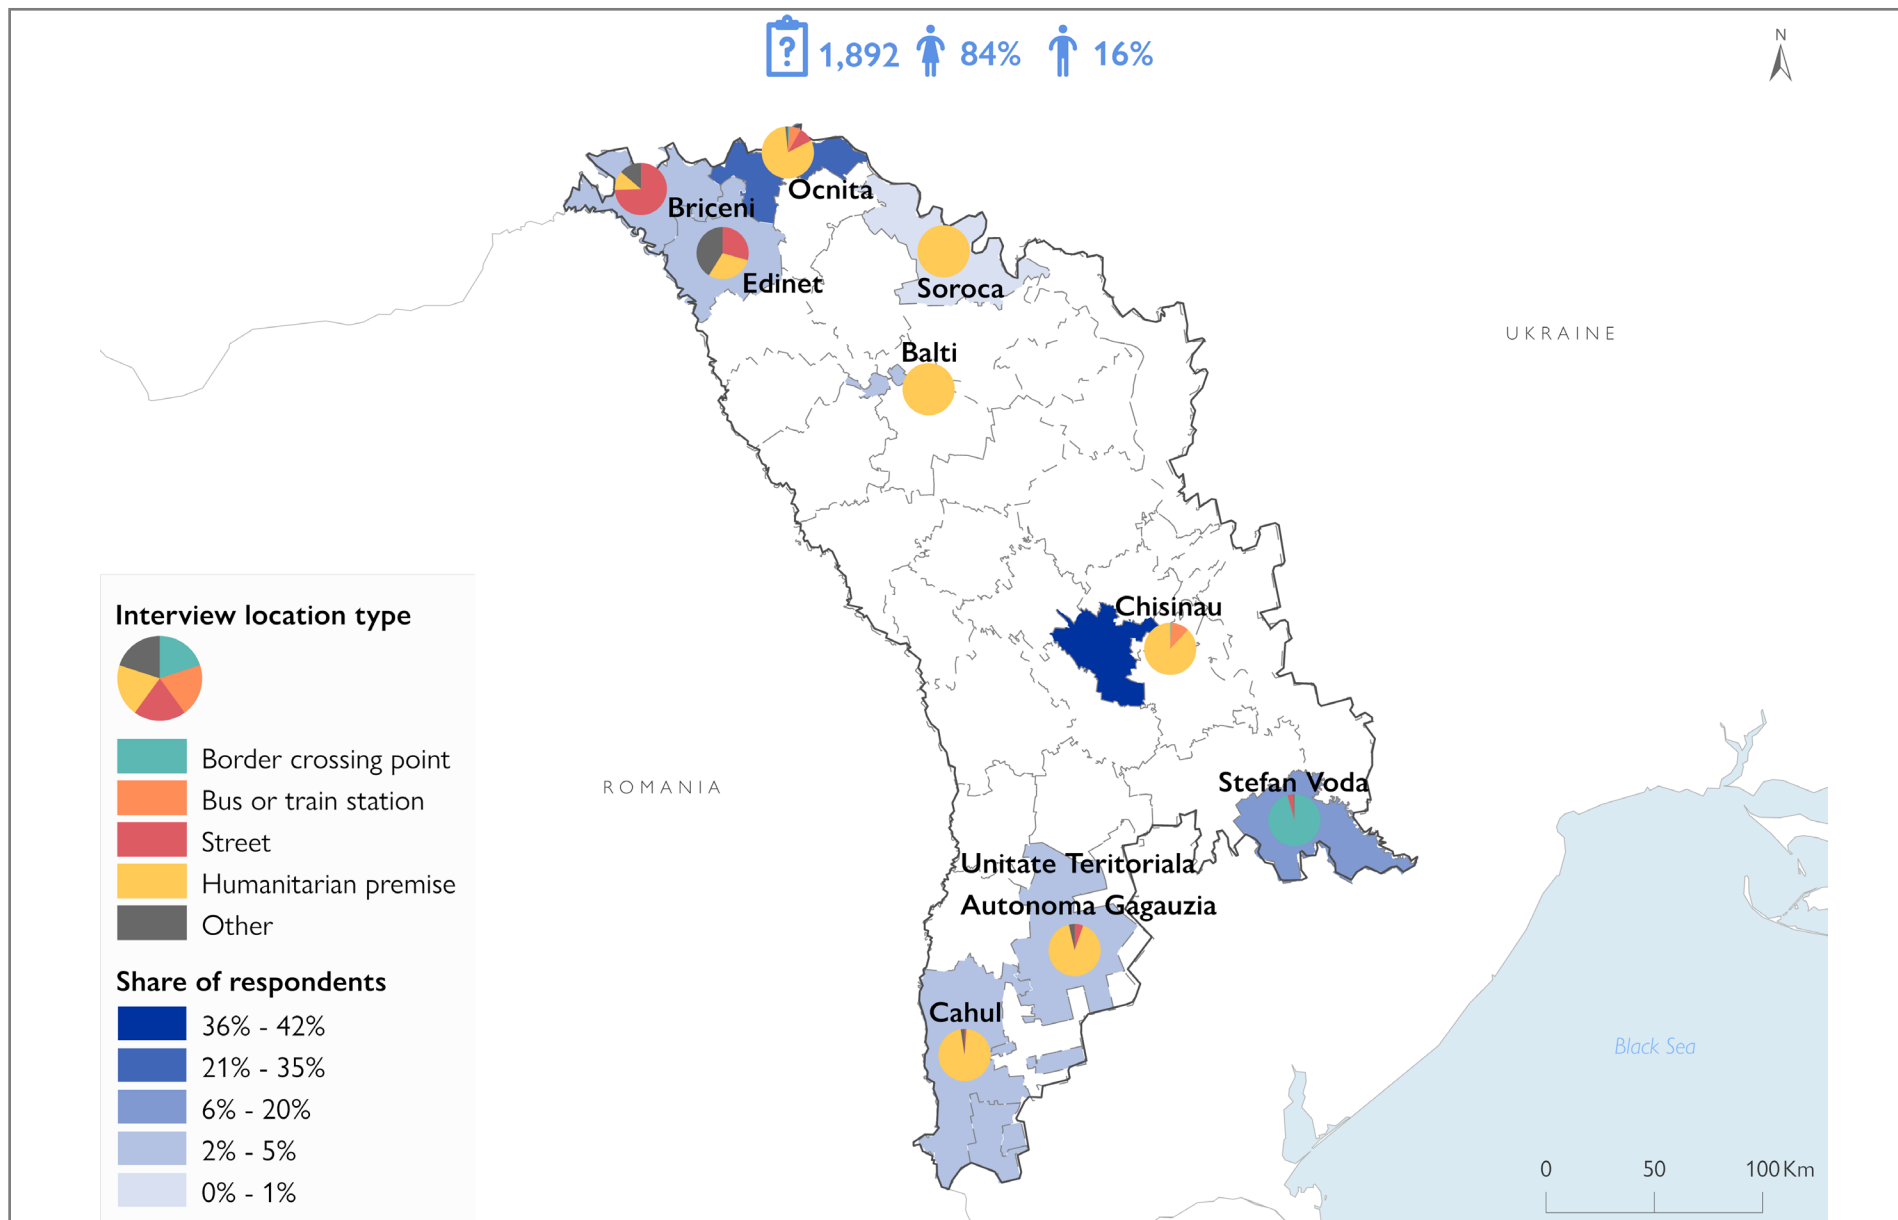 1,892 84% 16%
N
Ocnita
Briceni
Edinet
Soroca
UKRAINE
Balti
Chisinau
ROMANIA
Stefan Voda
Unitate Teritoriala
Autonoma Gagauzia
Cahul
Black Sea
Interview location type
Border crossing point
Bus or train station
Street
Humanitarian premise
Other
Share of respondents
36% - 42%
21% - 35%
6% - 20%
2% - 5%
0% - 1%
0 50 100 Km